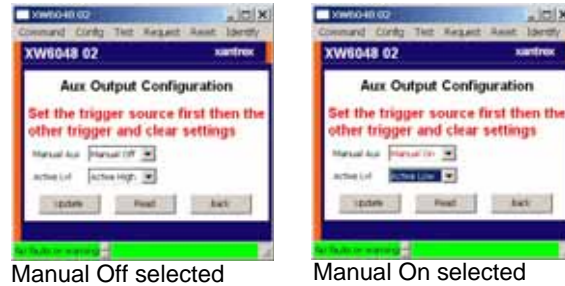 XW6048 02
Command Config Test Request Reset Identify
XW6048 02 xantrex
Aux Output Configuration
Set the trigger source first then the
other trigger and clear settings
Manual Aux Manual Off
Active Lvl Active High
Update Read Back
No faults or warnings
Manual Off selected
XW6048 02
Command Config Test Request Reset Identify
XW6048 02 xantrex
Aux Output Configuration
Set the trigger source first then the
other trigger and clear settings
Manual Aux Manual On
Active Lvl Active Low
Update Read Back
No faults or warnings
Manual On selected